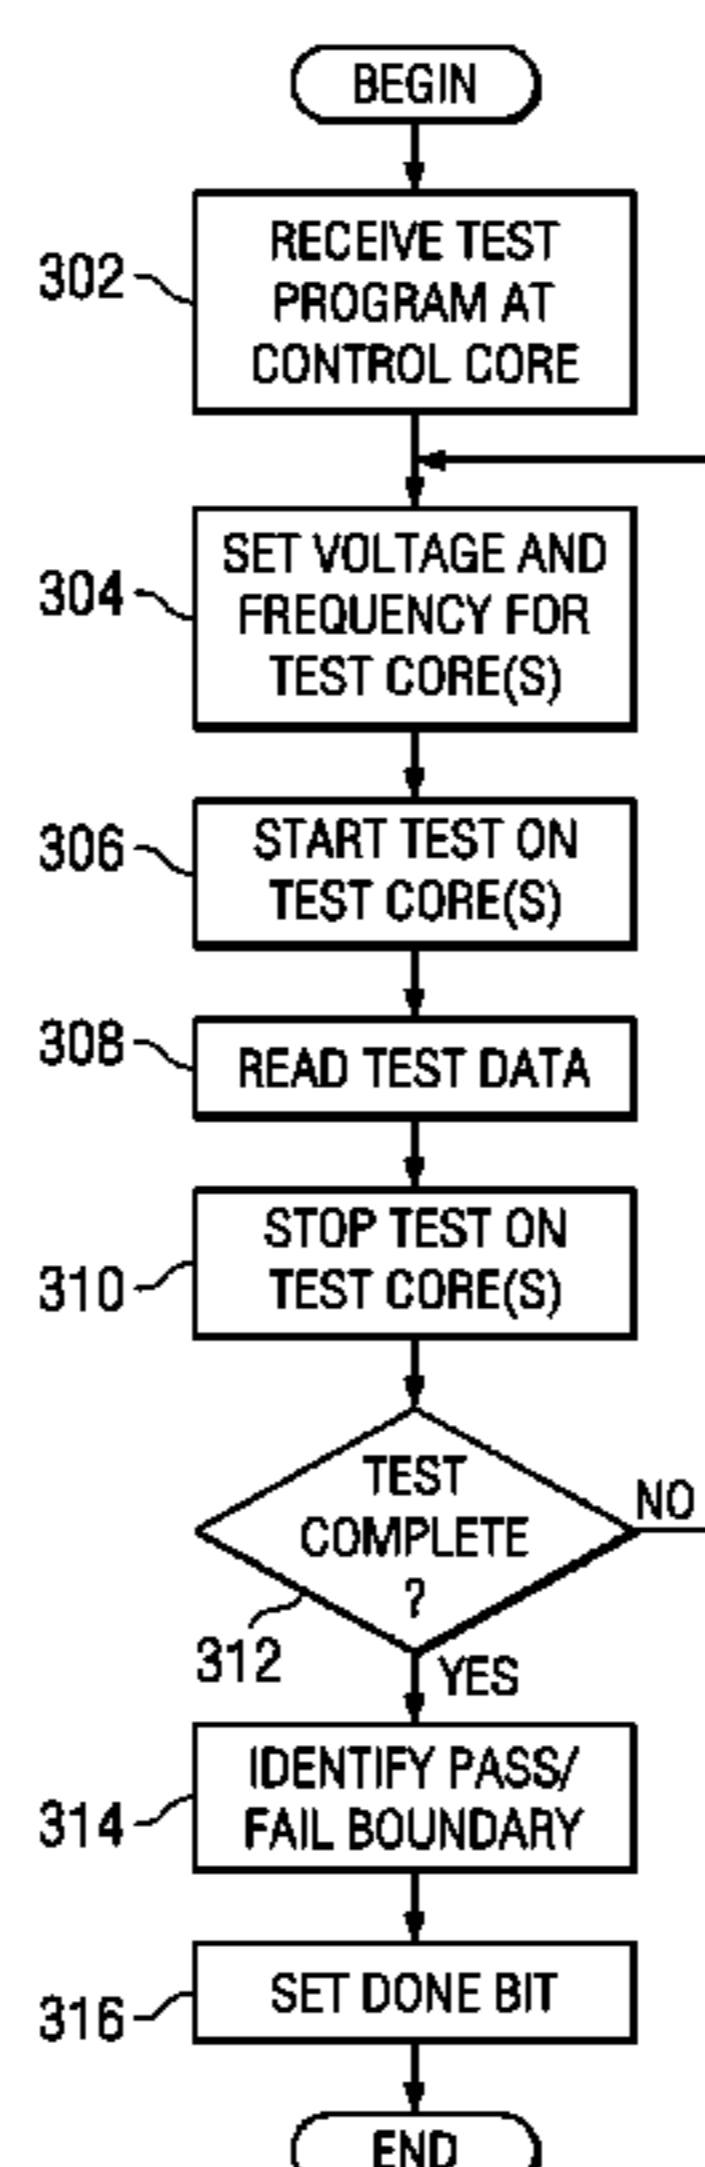 BEGIN
302
RECEIVE TEST
PROGRAM AT
CONTROL CORE
304
SET VOLTAGE AND
FREQUENCY FOR
TEST CORE(S)
306
START TEST ON
TEST CORE(S)
308
READ TEST DATA
310
STOP TEST ON
TEST CORE(S)
TEST
COMPLETE
?
NO
312
YES
314
IDENTIFY PASS/
FAIL BOUNDARY
316
SET DONE BIT
END